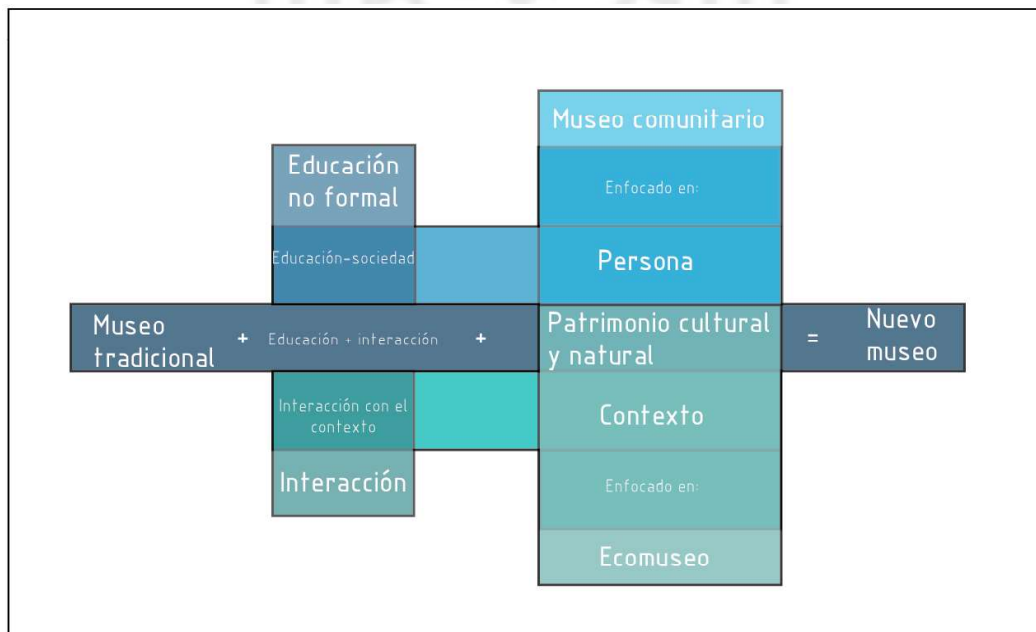 Museo comunitario
Educación
no formal
Enfocado en:
Educación-sociedad
Persona
Museo
tradicional
+
Educación + interacción
+
Patrimonio cultural
y natural
=
Nuevo
museo
Interacción con el
contexto
Contexto
Interacción
Enfocado en:
Ecomuseo